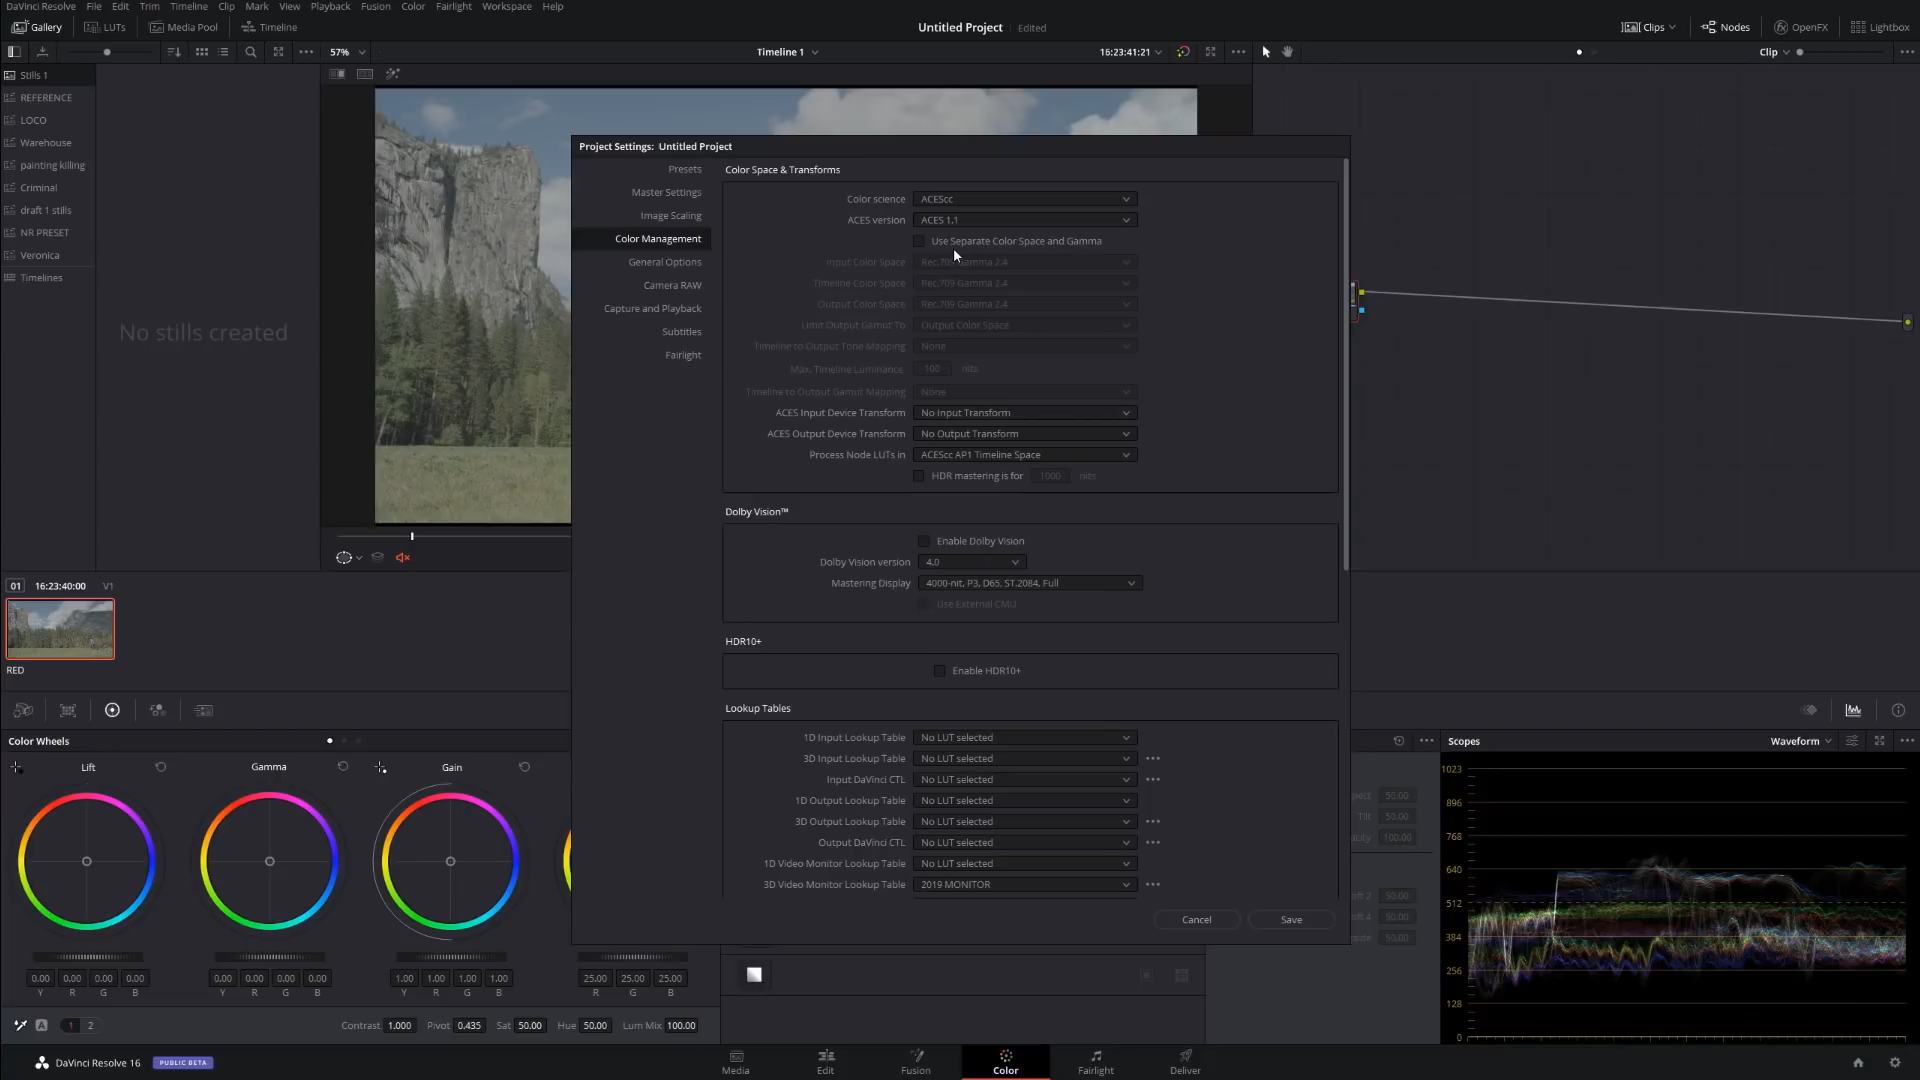 DaVinci Resolve File Edit Trim Timeline Clip Mark View Playback Fusion Color Fairlight Workspace Help
Gallery LUTs Media Pool Timeline Untitled Project Edited Clips Nodes OpenFX Lightbox
57% Timeline 1 16:23:41:21 Clip
Stills 1
REFERENCE
LOCO
Warehouse
painting killing
Criminal
draft 1 stills
NR PRESET
Veronica
Timelines
No stills created
Project Settings: Untitled Project
Presets
Master Settings
Image Scaling
Color Management
General Options
Camera RAW
Capture and Playback
Subtitles
Fairlight
Color Space & Transforms
Color science ACEScc
ACES version ACES 1.1
Use Separate Color Space and Gamma
Input Color Space Rec.709 Gamma 2.4
Timeline Color Space Rec.709 Gamma 2.4
Output Color Space Rec.709 Gamma 2.4
Limit Output Gamut To Output Color Space
Timeline to Output Tone Mapping None
Max. Timeline Luminance 100 nits
Timeline to Output Gamut Mapping None
ACES Input Device Transform No Input Transform
ACES Output Device Transform No Output Transform
Process Node LUTs in ACEScc AP1 Timeline Space
HDR mastering is for 1000 nits
Dolby Vision™
Enable Dolby Vision
Dolby Vision version 4.0
Mastering Display 4000-nit, P3, D65, ST.2084, Full
Use External CMU
HDR10+
Enable HDR10+
Lookup Tables
1D Input Lookup Table No LUT selected
3D Input Lookup Table No LUT selected
Input DaVinci CTL No LUT selected
1D Output Lookup Table No LUT selected
3D Output Lookup Table No LUT selected
Output DaVinci CTL No LUT selected
1D Video Monitor Lookup Table No LUT selected
3D Video Monitor Lookup Table 2019 MONITOR
Cancel Save
01 16:23:40:00 V1
RED
Color Wheels
Lift Gamma Gain
0.00 0.00 0.00 0.00 0.00 0.00 0.00 0.00 1.00 1.00 1.00 1.00 25.00 25.00 25.00
Y R G B Y R G B Y R G B R G B
A 1 2 Contrast 1.000 Pivot 0.435 Sat 50.00 Hue 50.00 Lum Mix 100.00
50.00
Tilt 50.00
100.00
oft 2 50.00
oft 4 50.00
50.00
Scopes Waveform
1023
896
768
640
512
384
256
128
0
DaVinci Resolve 16 PUBLIC BETA
Media Edit Fusion Color Fairlight Deliver